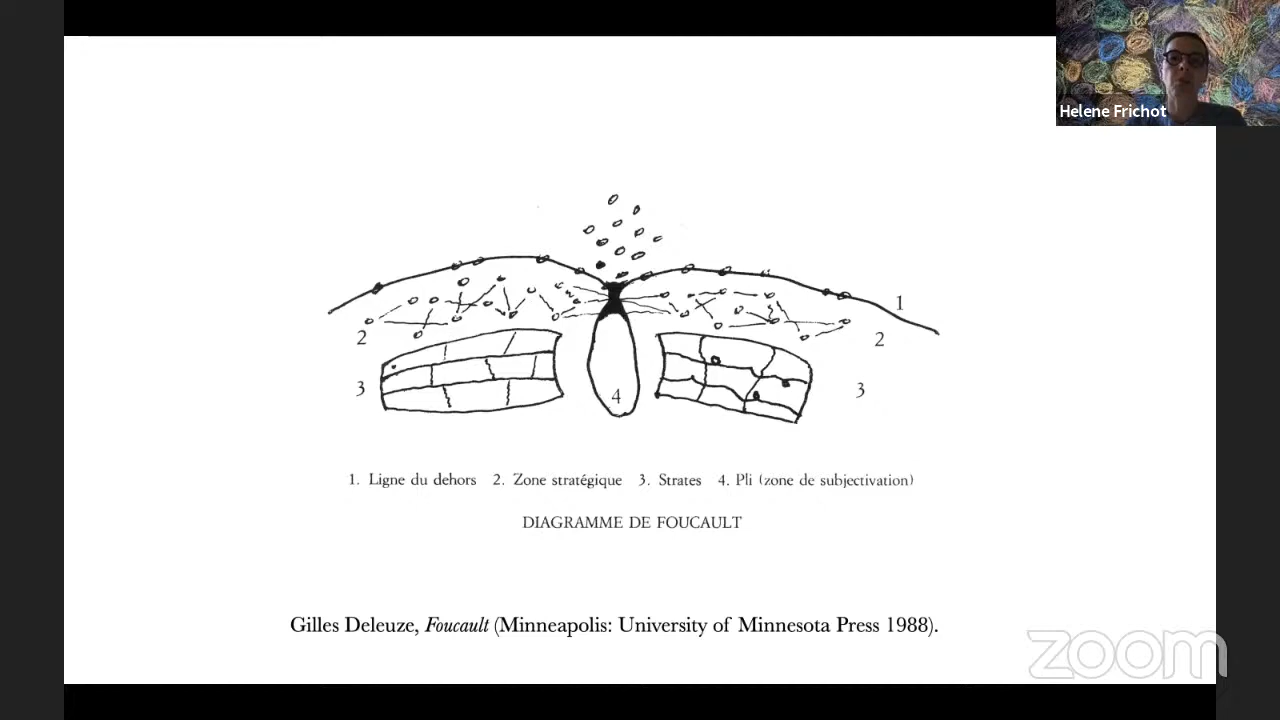 Helene Frichot
1
2
2
3
3
4
1. Ligne du dehors 2. Zone stratégique 3. Strates 4. Pli (zone de subjectivation)
DIAGRAMME DE FOUCAULT
Gilles Deleuze, Foucault (Minneapolis: University of Minnesota Press 1988).
zoom